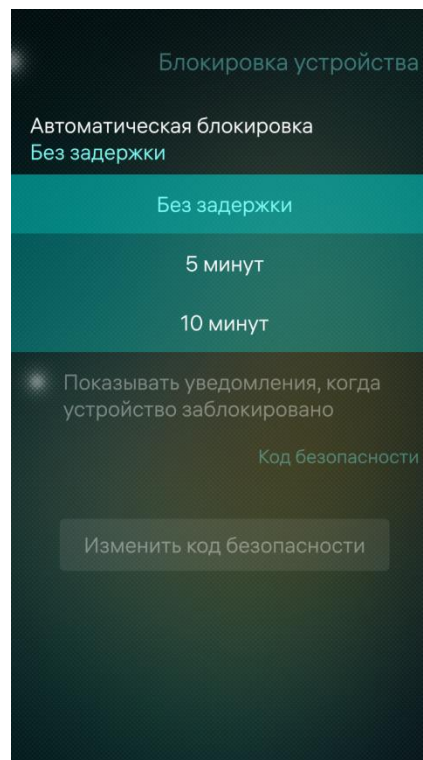 Блокировка устройства
Автоматическая блокировка
Без задержки
Без задержки
5 минут
10 минут
Показывать уведомления, когда
устройство заблокировано
Код безопасности
Изменить код безопасности